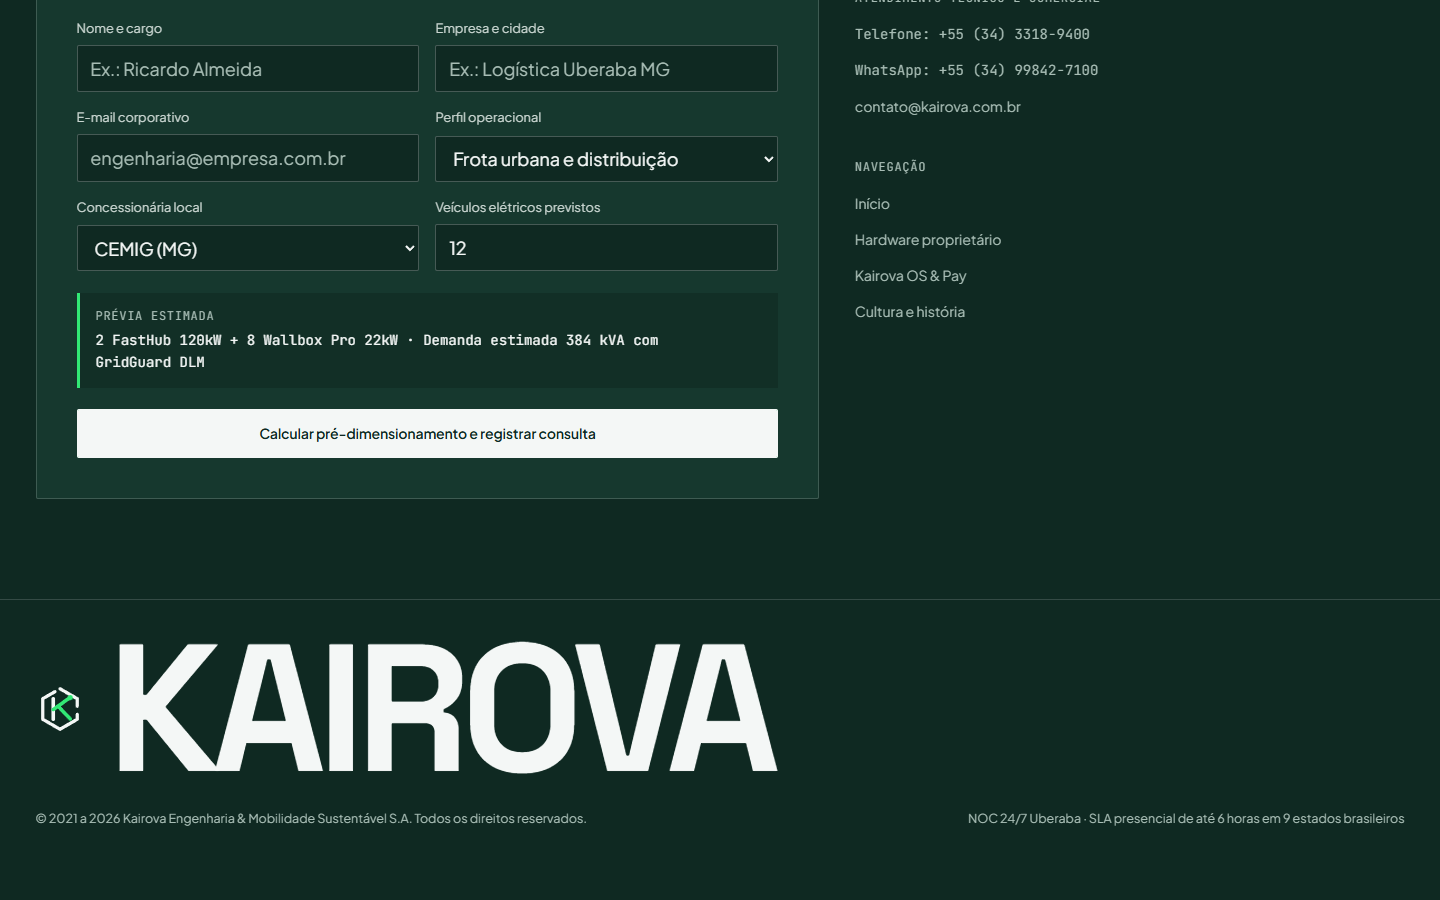 Nome e cargo
Empresa e cidade
Ex.: Ricardo Almeida
Ex.: Logística Uberaba MG
E-mail corporativo
Perfil operacional
engenharia@empresa.com.br
Frota urbana e distribuição
Concessionária local
Veículos elétricos previstos
CEMIG (MG)
12
PRÉVIA ESTIMADA
2 FastHub 120kW + 8 Wallbox Pro 22kW · Demanda estimada 384 kVA com
GridGuard DLM
Calcular pré-dimensionamento e registrar consulta
Telefone: +55 (34) 3318-9400
WhatsApp: +55 (34) 99842-7100
contato@kairova.com.br
NAVEGAÇÃO
Início
Hardware proprietário
Kairova OS & Pay
Cultura e história
KAIROVA
© 2021 a 2026 Kairova Engenharia & Mobilidade Sustentável S.A. Todos os direitos reservados.
NOC 24/7 Uberaba · SLA presencial de até 6 horas em 9 estados brasileiros